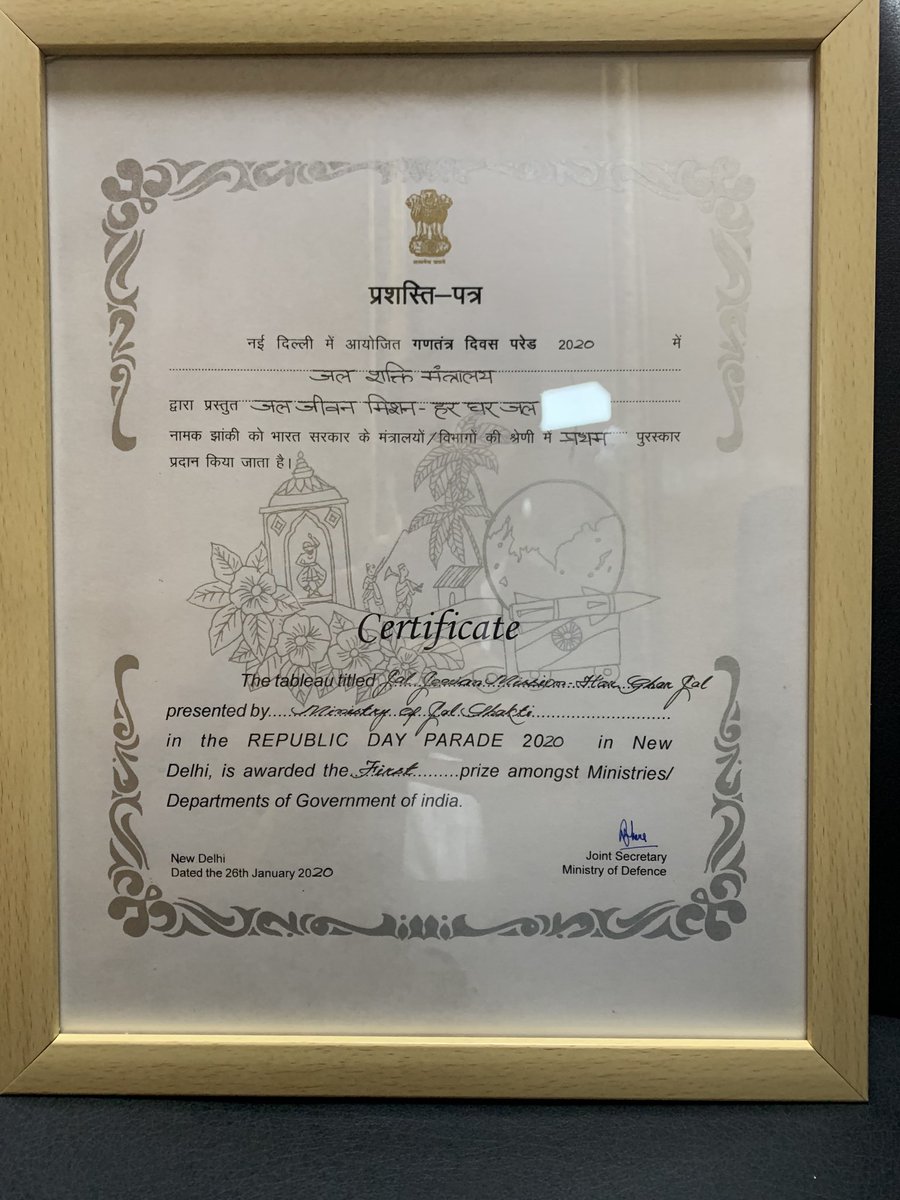 प्रशस्ति–पत्र
नई दिल्ली में आयोजित गणतंत्र दिवस परेड 2020 में
जल शक्ति मंत्रालय
द्वारा प्रस्तुत जल जीवन मिशन - हर घर जल
नामक झांकी को भारत सरकार के मंत्रालयों/विभागों की श्रेणी में प्रथम पुरस्कार
प्रदान किया जाता है।
Certificate
The tableau titled Jal Jeevan Mission - Har Ghar Jal
presented by....Ministry of Jal Shakti..........................
in the REPUBLIC DAY PARADE 2020 in New
Delhi, is awarded the.First.........prize amongst Ministries/
Departments of Government of india.
New Delhi
Dated the 26th January 2020
Joint Secretary
Ministry of Defence